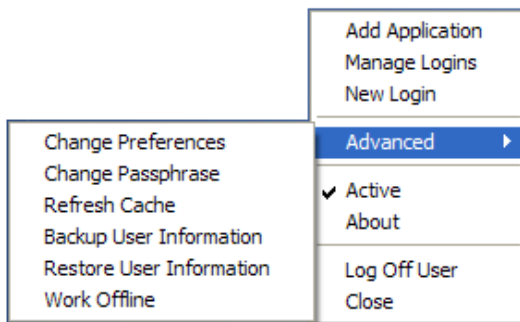 Add Application
Manage Logins
New Login
Advanced
Change Preferences
Change Passphrase
Refresh Cache
Backup User Information
Restore User Information
Work Offline
Active
About
Log Off User
Close